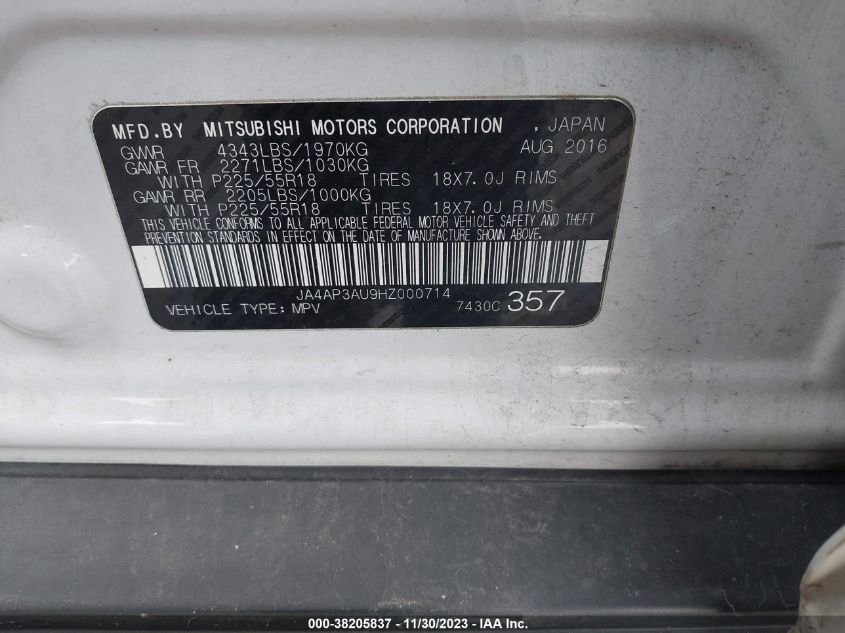 MFD.BY MITSUBISHI MOTORS CORPORATION , JAPAN
GVWR 4343LBS/1970KG AUG 2016
GAWR FR 2271LBS/1030KG
WITH P225/55R18 TIRES 18X7.0J RIMS
GAWR RR 2205LBS/1000KG
WITH P225/55R18 TIRES 18X7.0J RIMS
THIS VEHICLE CONFORMS TO ALL APPLICABLE FEDERAL MOTOR VEHICLE SAFETY AND THEFT
PREVENTION STANDARDS IN EFFECT ON THE DATE OF MANUFACTURE SHOWN ABOVE.
JA4AP3AU9HZ000714
VEHICLE TYPE: MPV 7430C 357
000-38205837 - 11/30/2023 - IAA Inc.